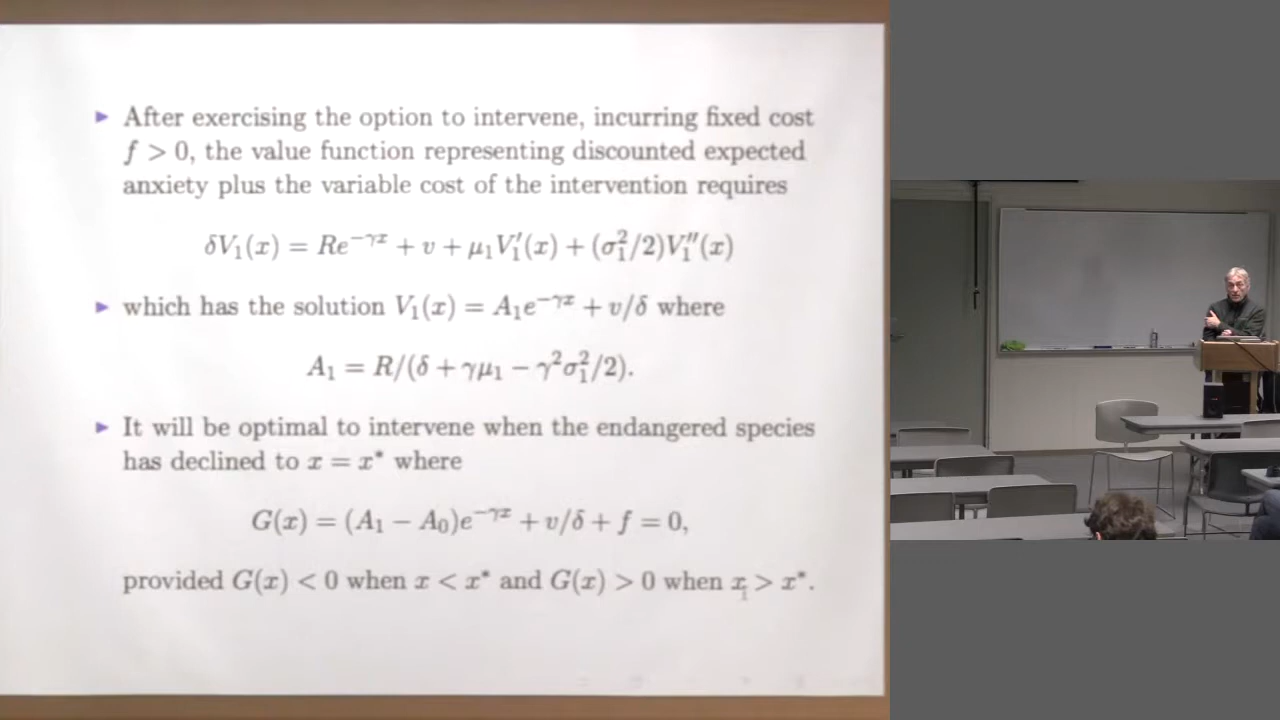 ▶ After exercising the option to intervene, incurring fixed cost
f > 0, the value function representing discounted expected
anxiety plus the variable cost of the intervention requires
δV₁(x) = Re^{−γx} + v + μ₁V₁′(x) + (σ₁²/2)V₁″(x)
▶ which has the solution V₁(x) = A₁e^{−γx} + v/δ where
A₁ = R/(δ + γμ₁ − γ²σ₁²/2).
▶ It will be optimal to intervene when the endangered species
has declined to x = x* where
G(x) = (A₁ − A₀)e^{−γx} + v/δ + f = 0,
provided G(x) < 0 when x < x* and G(x) > 0 when x > x*.